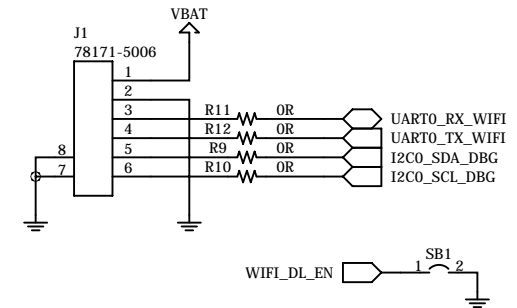 VBAT
J1
78171-5006
1
2
3 R11 0R UART0_RX_WIFI
4 R12 0R UART0_TX_WIFI
8 5 R9 0R I2C0_SDA_DBG
7 6 R10 0R I2C0_SCL_DBG
SB1
WIFI_DL_EN 1 2